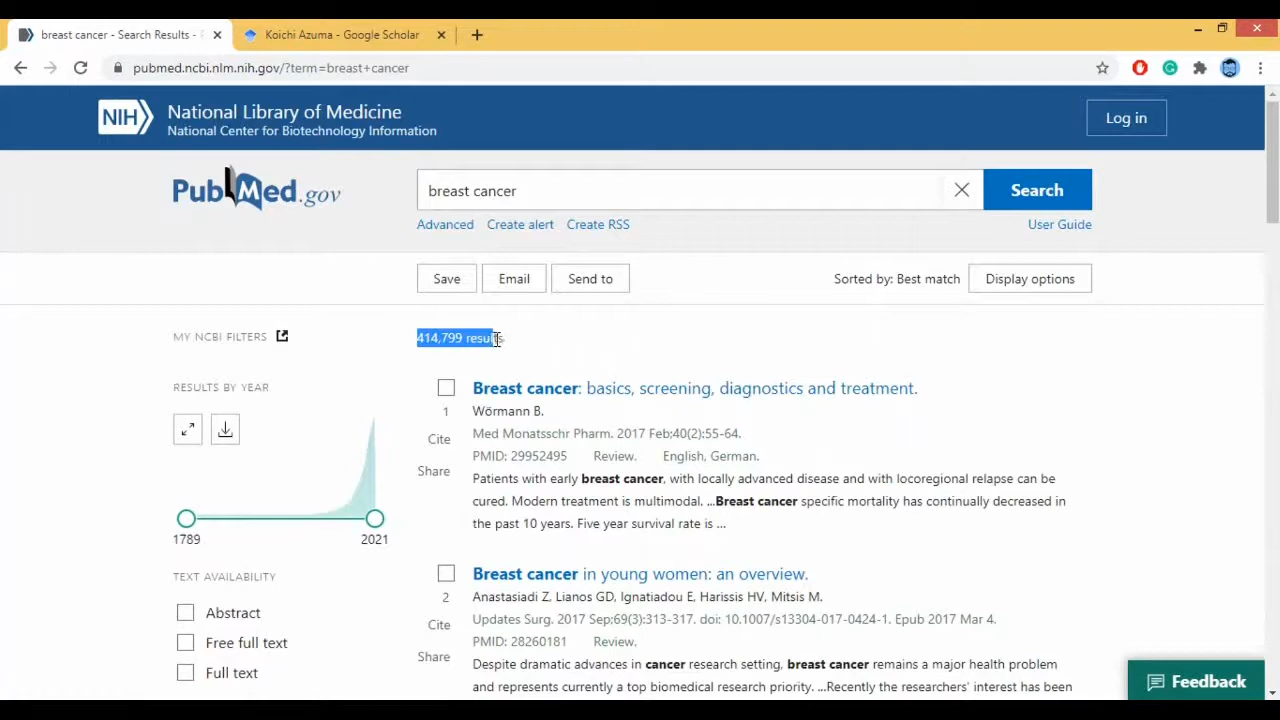 breast cancer - Search Results - P
Koichi Azuma - Google Scholar
pubmed.ncbi.nlm.nih.gov/?term=breast+cancer
NIH
National Library of Medicine
National Center for Biotechnology Information
Log in
PubMed.gov
breast cancer
Search
Advanced
Create alert
Create RSS
User Guide
Save
Email
Send to
Sorted by: Best match
Display options
MY NCBI FILTERS
414,799 results
RESULTS BY YEAR
1789
2021
TEXT AVAILABILITY
Abstract
Free full text
Full text
Breast cancer: basics, screening, diagnostics and treatment.
1
Wörmann B.
Cite
Med Monatsschr Pharm. 2017 Feb;40(2):55-64.
PMID: 29952495 Review. English, German.
Share
Patients with early breast cancer, with locally advanced disease and with locoregional relapse can be
cured. Modern treatment is multimodal. ...Breast cancer specific mortality has continually decreased in
the past 10 years. Five year survival rate is ...
Breast cancer in young women: an overview.
2
Anastasiadi Z, Lianos GD, Ignatiadou E, Harissis HV, Mitsis M.
Cite
Updates Surg. 2017 Sep;69(3):313-317. doi: 10.1007/s13304-017-0424-1. Epub 2017 Mar 4.
PMID: 28260181 Review.
Share
Despite dramatic advances in cancer research setting, breast cancer remains a major health problem
and represents currently a top biomedical research priority. ...Recently the researchers' interest has been
Feedback